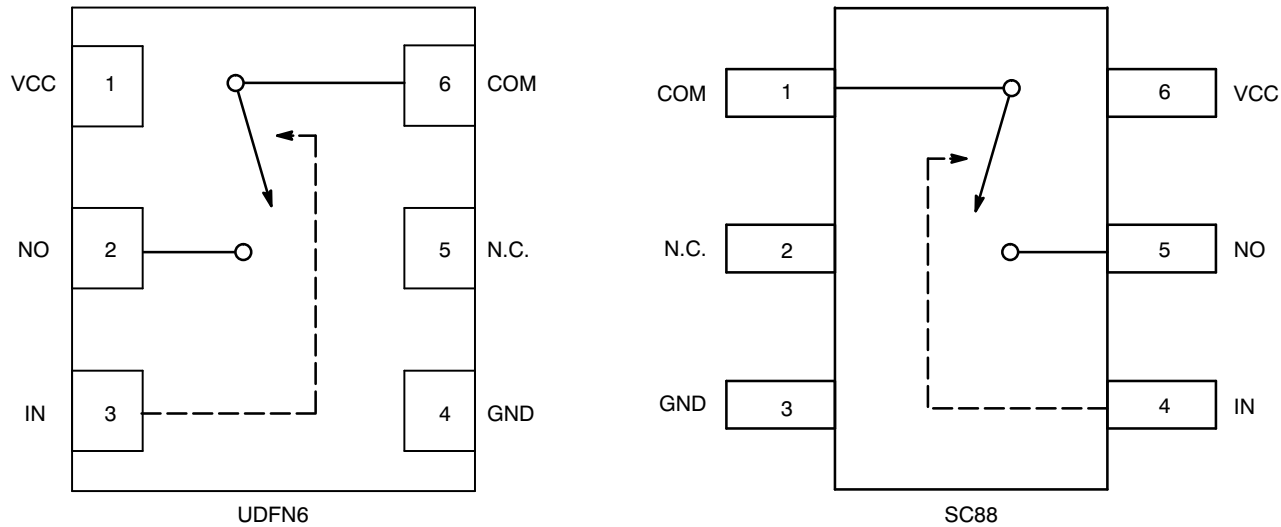 VCC 1 6 COM
NO 2 5 N.C.
IN 3 4 GND
UDFN6
COM 1 6 VCC
N.C. 2 5 NO
GND 3 4 IN
SC88